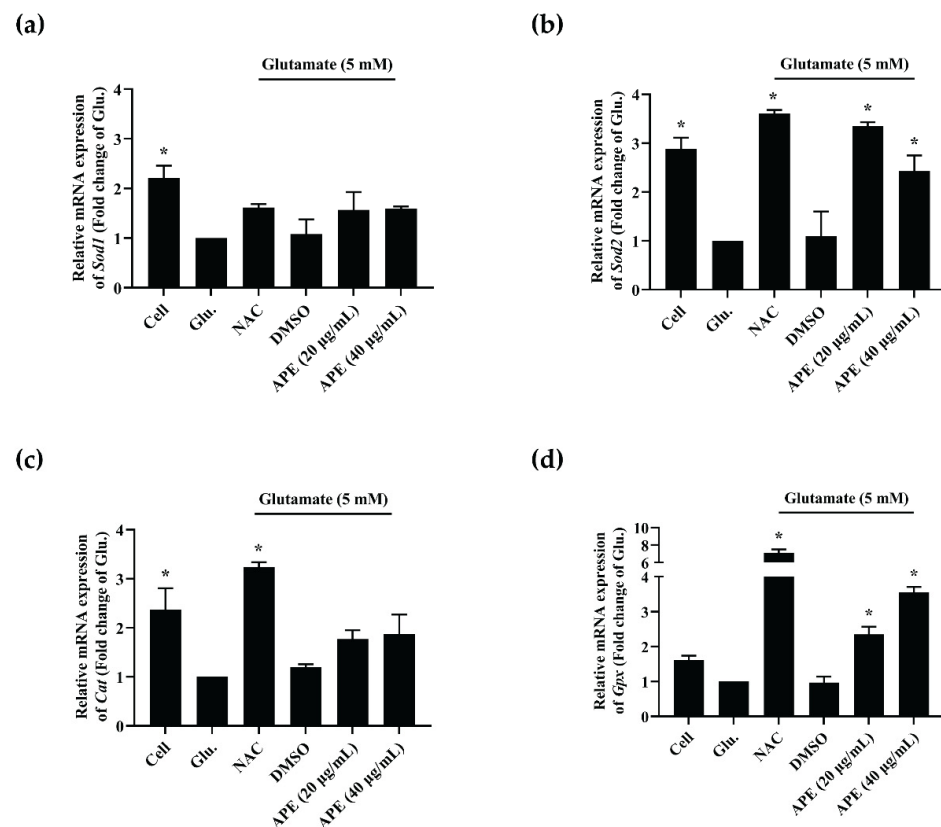 (a)
Glutamate (5 mM)
Relative mRNA expression
of Sod1 (Fold change of Glu.)
4
3
2
1
0
*
Cell
Glu.
NAC
DMSO
APE (20 µg/mL)
APE (40 µg/mL)
(b)
Glutamate (5 mM)
Relative mRNA expression
of Sod2 (Fold change of Glu.)
4
3
2
1
0
*
*
*
*
Cell
Glu.
NAC
DMSO
APE (20 µg/mL)
APE (40 µg/mL)
(c)
Glutamate (5 mM)
Relative mRNA expression
of Cat (Fold change of Glu.)
4
3
2
1
0
*
*
Cell
Glu.
NAC
DMSO
APE (20 µg/mL)
APE (40 µg/mL)
(d)
Glutamate (5 mM)
Relative mRNA expression
of Gpx (Fold change of Glu.)
10
8
6
4
3
2
1
0
*
*
*
Cell
Glu.
NAC
DMSO
APE (20 µg/mL)
APE (40 µg/mL)